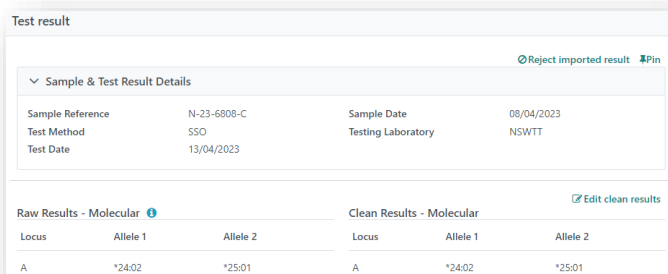 Test result
Reject imported result Pin
Sample & Test Result Details
Sample Reference N-23-6808-C Sample Date 08/04/2023
Test Method SSO Testing Laboratory NSWTT
Test Date 13/04/2023
Edit clean results
Raw Results - Molecular Clean Results - Molecular
Locus Allele 1 Allele 2 Locus Allele 1 Allele 2
A *24:02 *25:01 A *24:02 *25:01